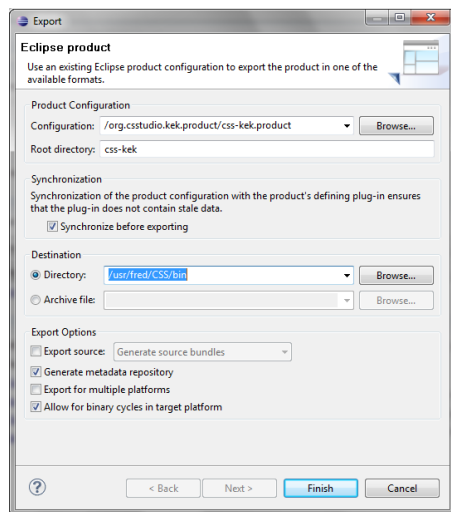 Export
Eclipse product
Use an existing Eclipse product configuration to export the product in one of the
available formats.
Product Configuration
Configuration: /org.csstudio.kek.product/css-kek.product Browse...
Root directory: css-kek
Synchronization
Synchronization of the product configuration with the product's defining plug-in ensures
that the plug-in does not contain stale data.
Synchronize before exporting
Destination
Directory: /usr/fred/CSS/bin Browse...
Archive file: Browse...
Export Options
Export source: Generate source bundles
Generate metadata repository
Export for multiple platforms
Allow for binary cycles in target platform
? < Back Next > Finish Cancel